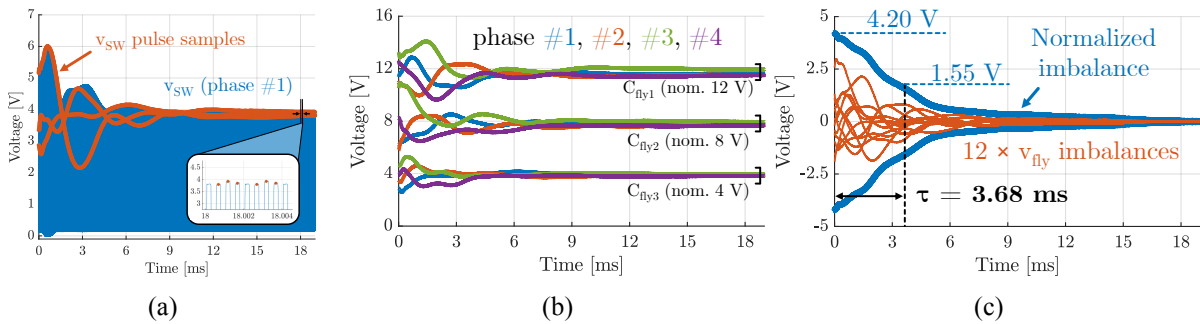 7
6
5
4
3
2
1
0
Voltage [V]
v_SW pulse samples
v_SW (phase #1)
4.5
4
3.5
3
18 18.002 18.004
0 3 6 9 12 15 18
Time [ms]
(a)
16
12
8
4
0
Voltage [V]
phase #1, #2, #3, #4
C_fly1 (nom. 12 V)
C_fly2 (nom. 8 V)
C_fly3 (nom. 4 V)
0 3 6 9 12 15 18
Time [ms]
(b)
5
2.5
0
-2.5
-5
Voltage [V]
4.20 V
Normalized
imbalance
1.55 V
12 × v_fly imbalances
τ = 3.68 ms
0 3 6 9 12 15 18
Time [ms]
(c)